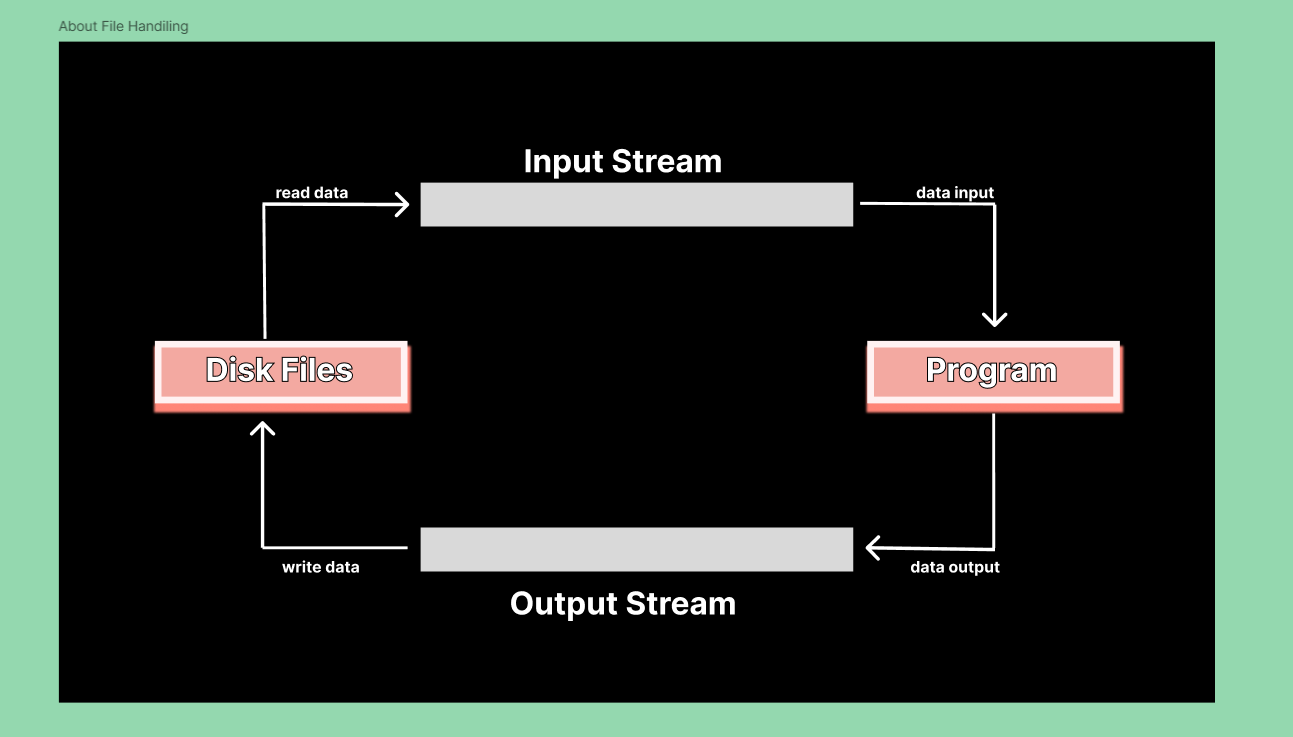 About File Handiling
Input Stream
read data
data input
Disk Files
Program
write data
data output
Output Stream